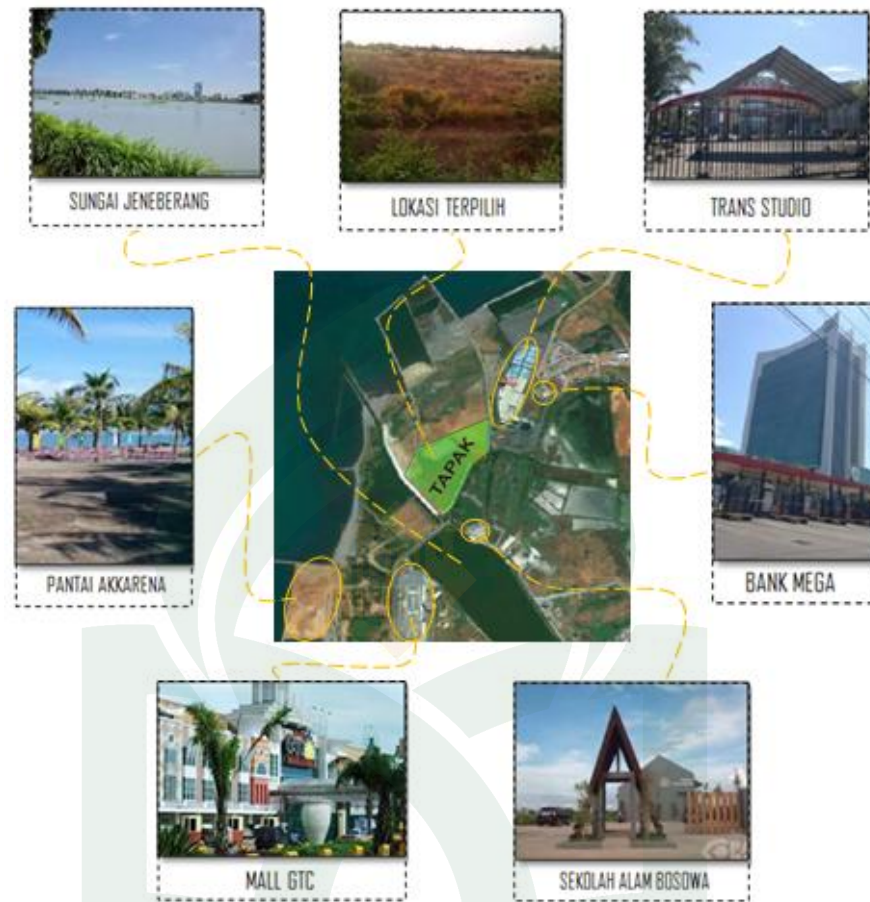 SUNGAI JENEBERANG
LOKASI TERPILIH
TRANS STUDIO
TAPAK
PANTAI AKKARENA
BANK MEGA
MALL GTC
SEKOLAH ALAM BOSOWA